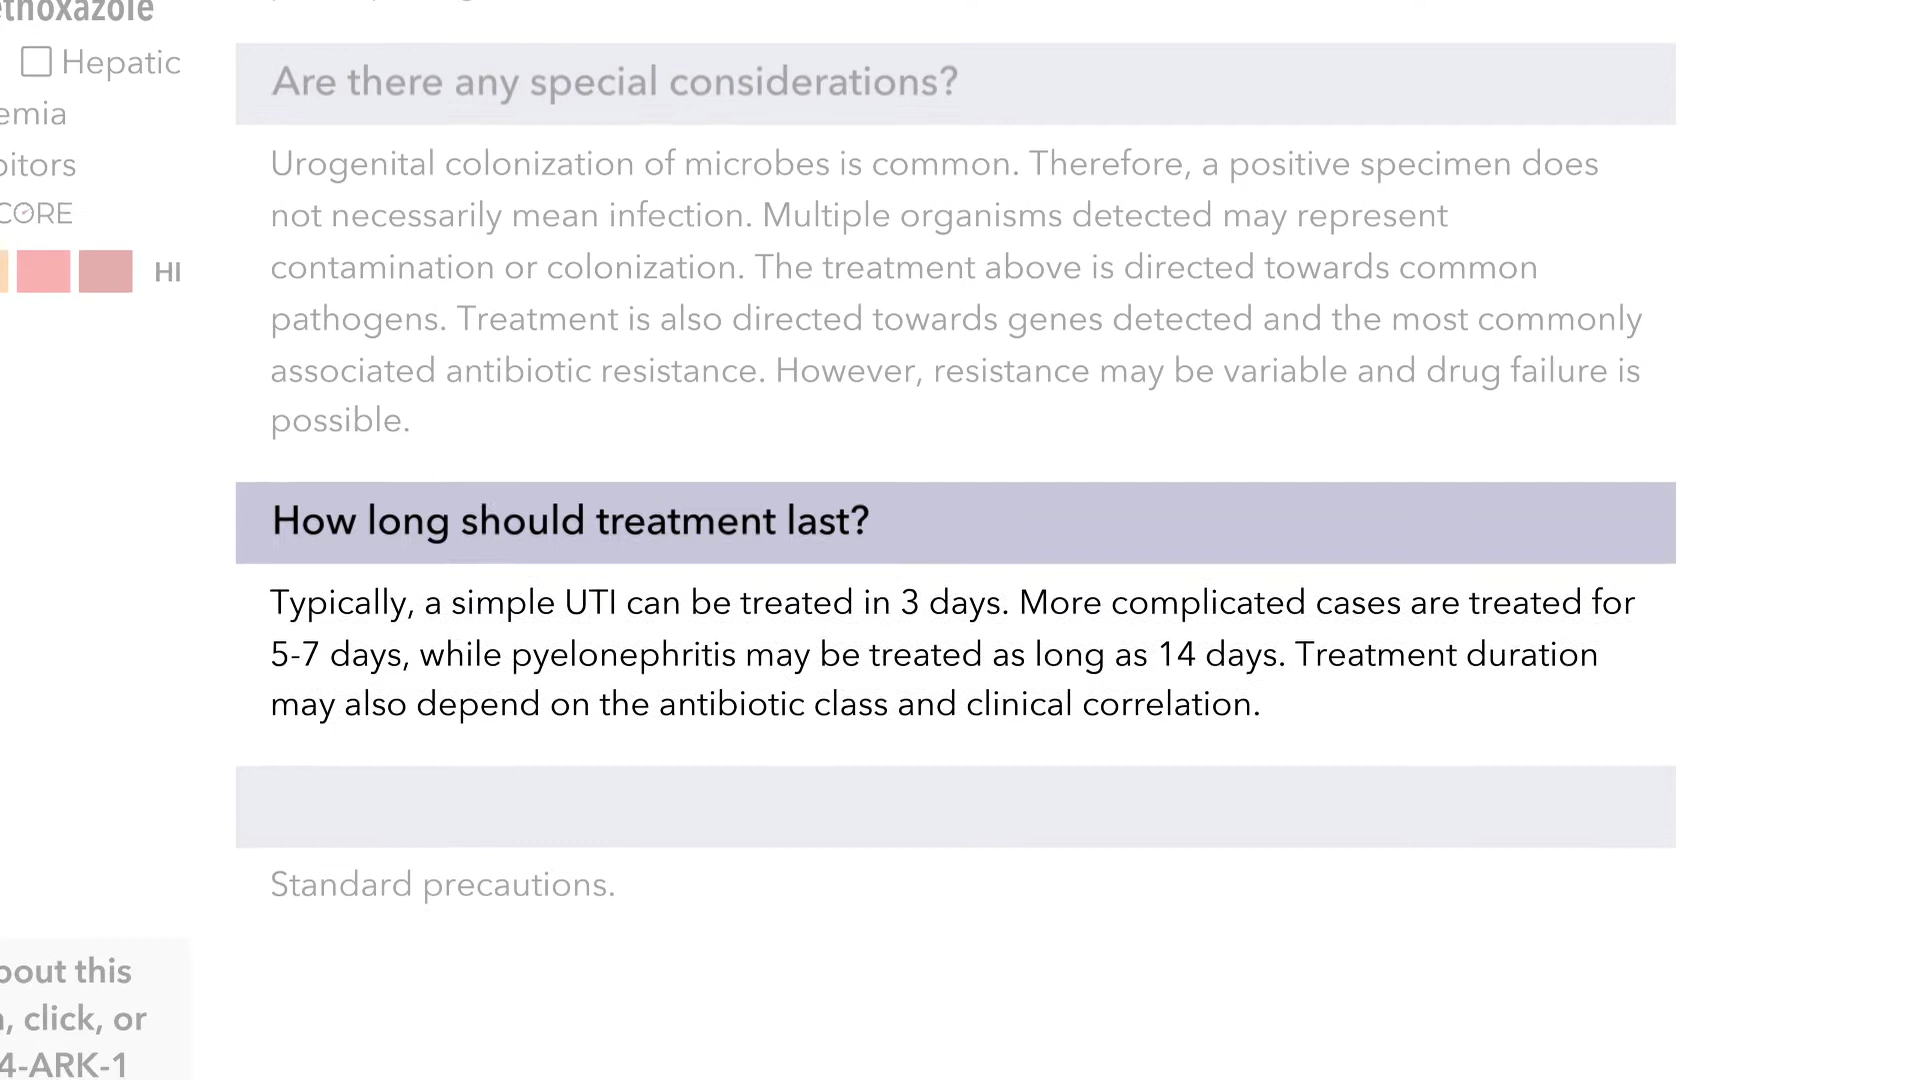 ethoxazole
Hepatic
emia
bitors
CORE
HI
Are there any special considerations?
Urogenital colonization of microbes is common. Therefore, a positive specimen does
not necessarily mean infection. Multiple organisms detected may represent
contamination or colonization. The treatment above is directed towards common
pathogens. Treatment is also directed towards genes detected and the most commonly
associated antibiotic resistance. However, resistance may be variable and drug failure is
possible.
How long should treatment last?
Typically, a simple UTI can be treated in 3 days. More complicated cases are treated for
5-7 days, while pyelonephritis may be treated as long as 14 days. Treatment duration
may also depend on the antibiotic class and clinical correlation.
Standard precautions.
bout this
, click, or
4-ARK-1